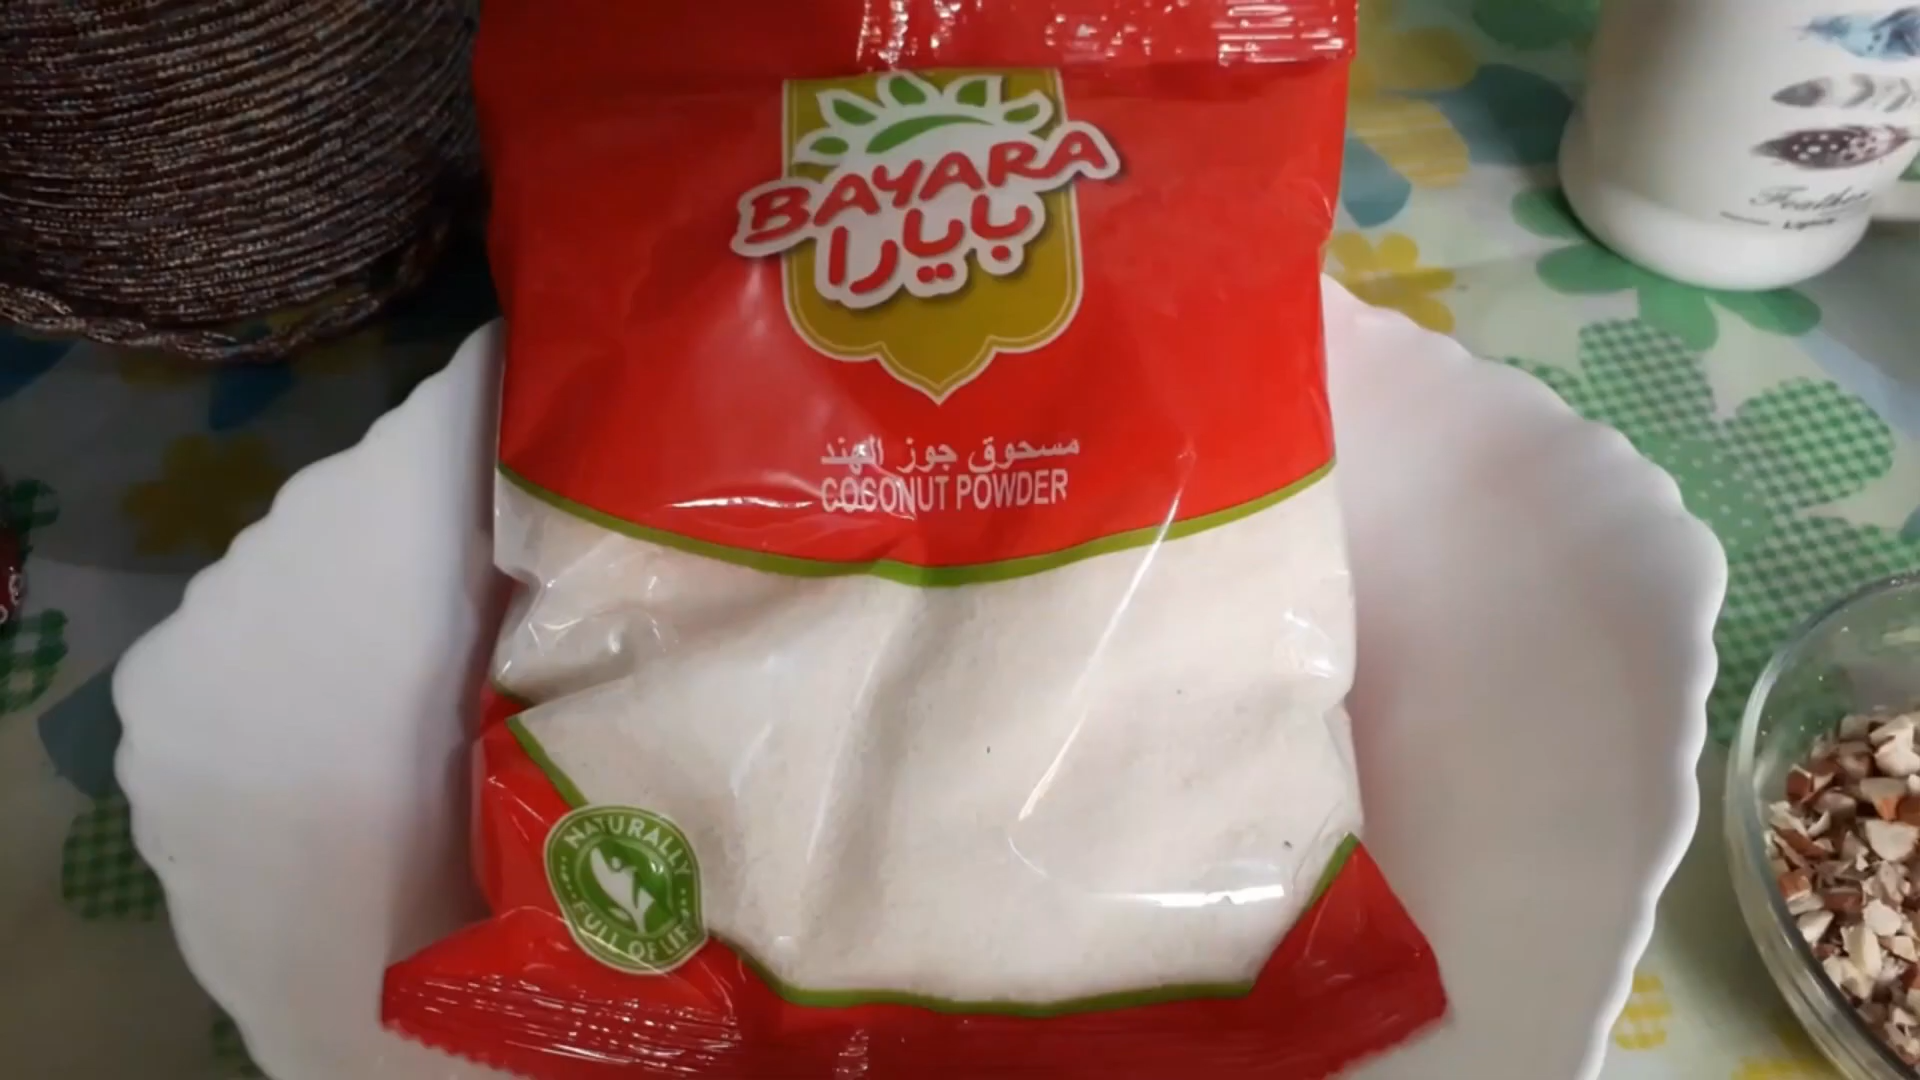 BAYARA
بايارا
مسحوق جوز الهند
COCONUT POWDER
NATURALLY
FULL OF LIFE